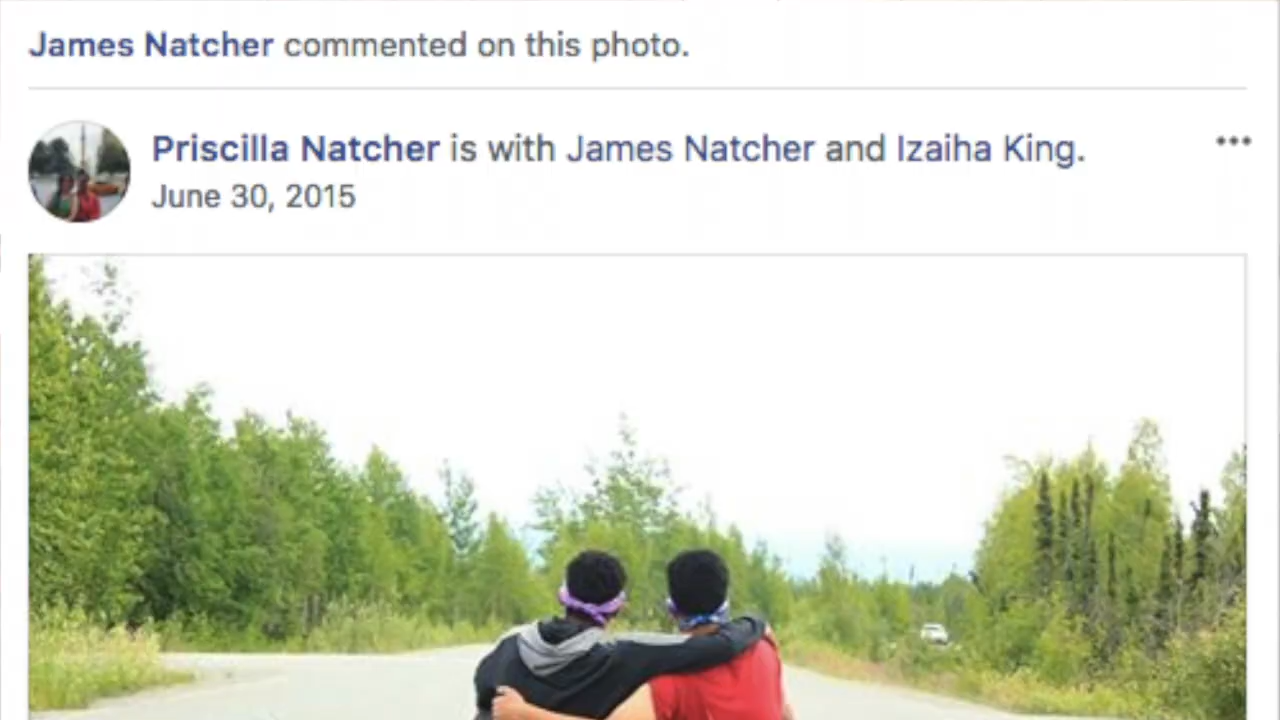 James Natcher commented on this photo.
Priscilla Natcher is with James Natcher and Izaiha King.
June 30, 2015